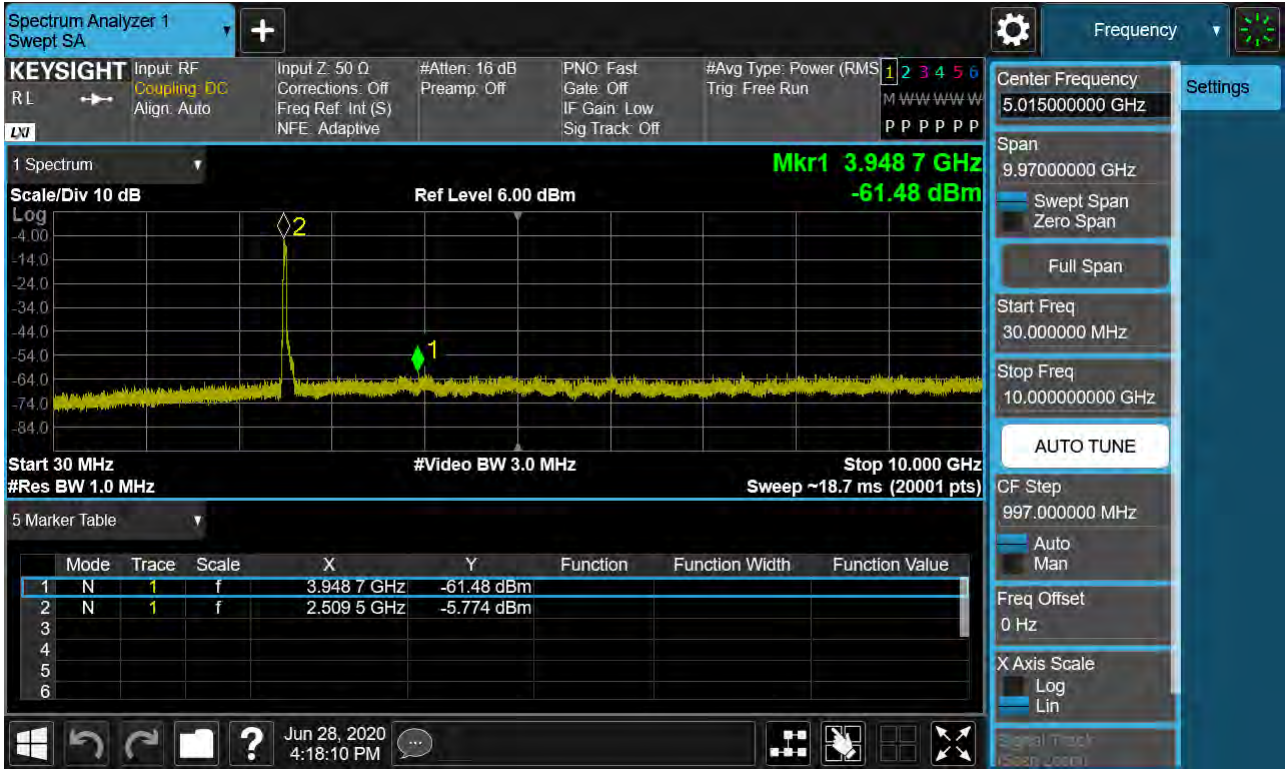 Spectrum Analyzer 1
Swept SA
+
Frequency
KEYSIGHT
R L
LXI
Input: RF
Coupling: DC
Align: Auto
Input Z: 50 Ω
Corrections: Off
Freq Ref: Int (S)
NFE: Adaptive
#Atten: 16 dB
Preamp: Off
PNO: Fast
Gate: Off
IF Gain: Low
Sig Track: Off
#Avg Type: Power (RMS
Trig: Free Run
1 2 3 4 5 6
M W W W W W
P P P P P P
1 Spectrum
Scale/Div 10 dB
Ref Level 6.00 dBm
Mkr1 3.948 7 GHz
-61.48 dBm
Log
-4.00
-14.0
-24.0
-34.0
-44.0
-54.0
-64.0
-74.0
-84.0
2
1
Start 30 MHz
#Video BW 3.0 MHz
Stop 10.000 GHz
#Res BW 1.0 MHz
Sweep ~18.7 ms (20001 pts)
5 Marker Table
Mode Trace Scale X Y Function Function Width Function Value
1 N 1 f 3.948 7 GHz -61.48 dBm
2 N 1 f 2.509 5 GHz -5.774 dBm
3
4
5
6
?
Jun 28, 2020
4:18:10 PM
Center Frequency
5.015000000 GHz
Settings
Span
9.97000000 GHz
Swept Span
Zero Span
Full Span
Start Freq
30.000000 MHz
Stop Freq
10.000000000 GHz
AUTO TUNE
CF Step
997.000000 MHz
Auto
Man
Freq Offset
0 Hz
X Axis Scale
Log
Lin
Signal Track
(Span Zoom)